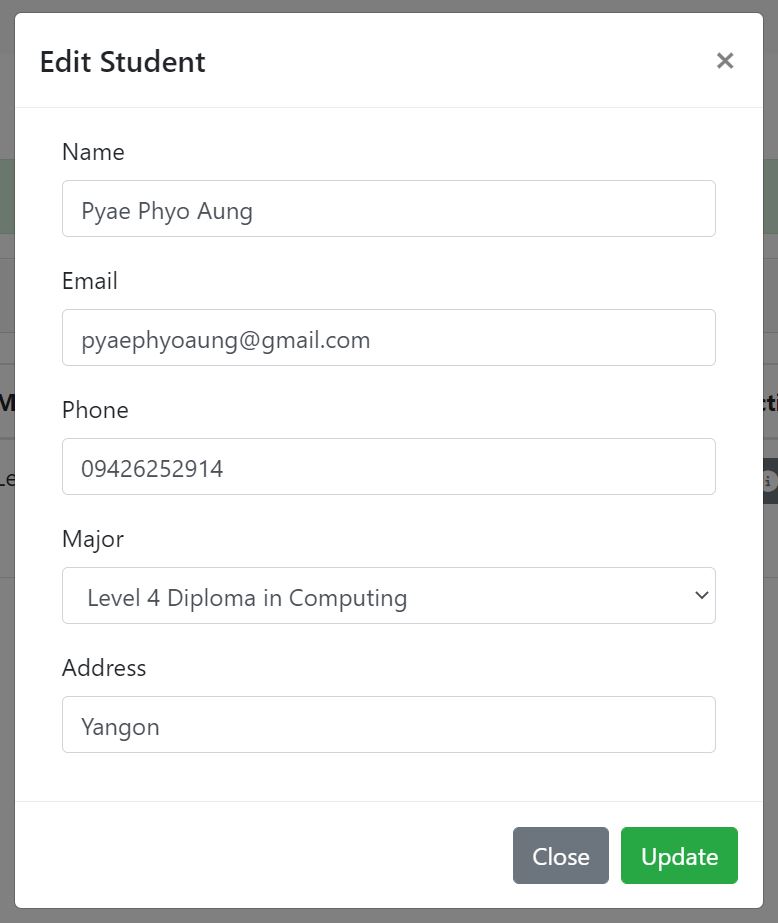 Edit Student ×
Name
Pyae Phyo Aung
Email
pyaephyoaung@gmail.com
Phone
09426252914
Major
Level 4 Diploma in Computing
Address
Yangon
Close Update